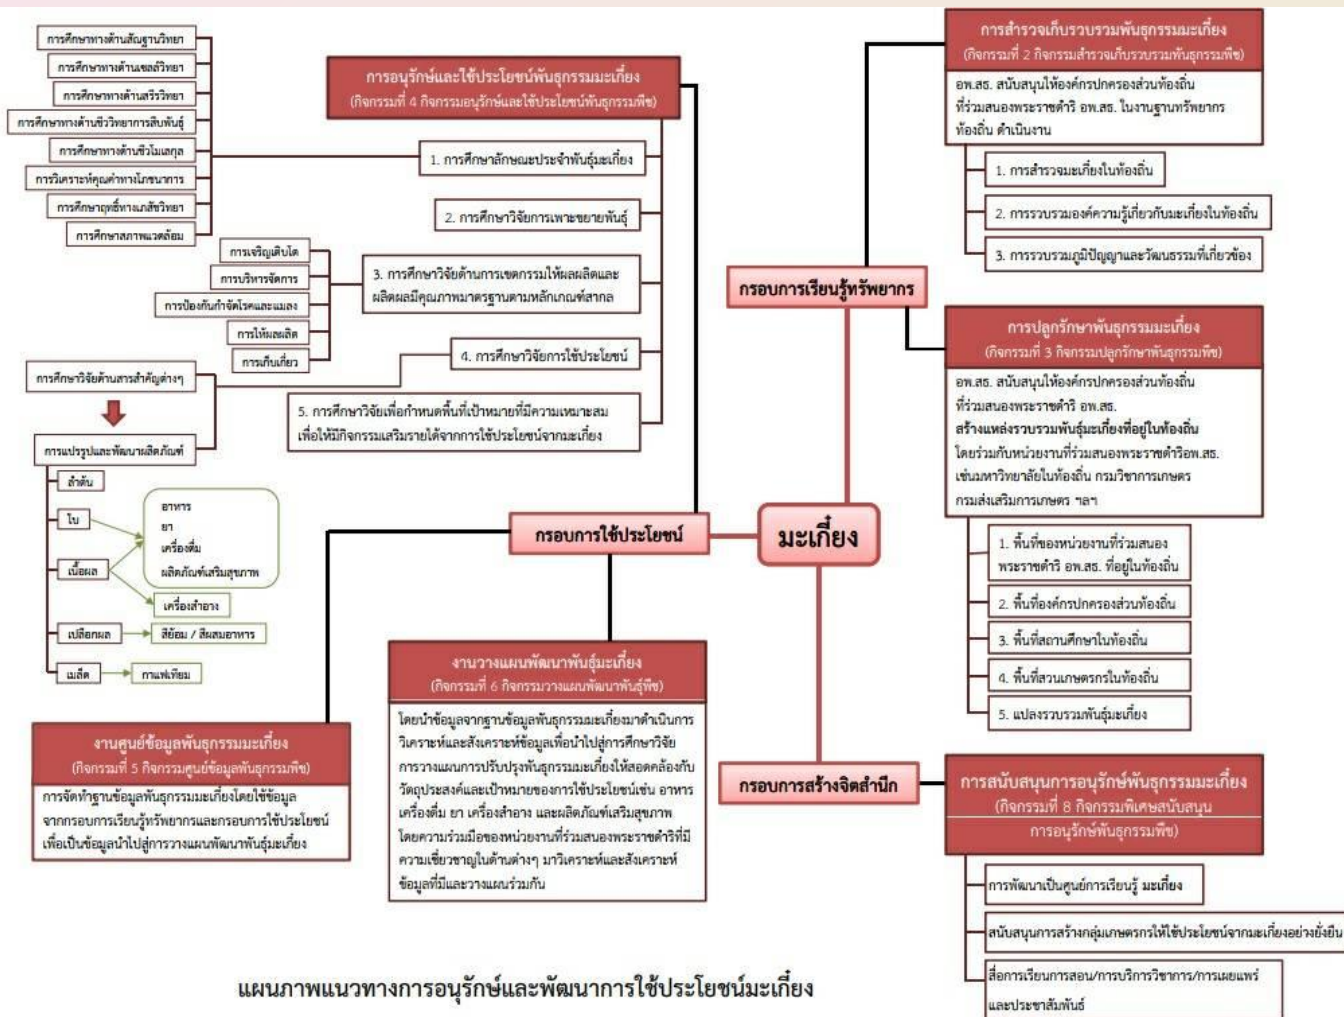 การศึกษาทางด้านสัณฐานวิทยา
การศึกษาทางด้านเซลล์วิทยา
การศึกษาทางด้านสรีรวิทยา
การศึกษาทางด้านชีววิทยาการสืบพันธุ์
การศึกษาทางด้านชีวโมเลกุล
การวิเคราะห์คุณค่าทางโภชนาการ
การศึกษาฤทธิ์ทางเภสัชวิทยา
การศึกษาสภาพแวดล้อม
การอนุรักษ์และใช้ประโยชน์พันธุกรรมมะเกี๋ยง
(กิจกรรมที่ 4 กิจกรรมอนุรักษ์และใช้ประโยชน์พันธุกรรมพืช)
1. การศึกษาลักษณะประจำพันธุ์มะเกี๋ยง
2. การศึกษาวิจัยการเพาะขยายพันธุ์
3. การศึกษาวิจัยด้านการเขตกรรมให้ผลผลิตและ
ผลิตผลมีคุณภาพมาตรฐานตามหลักเกณฑ์สากล
การเจริญเติบโต
การบริหารจัดการ
การป้องกันกำจัดโรคและแมลง
การให้ผลผลิต
การเก็บเกี่ยว
4. การศึกษาวิจัยการใช้ประโยชน์
5. การศึกษาวิจัยเพื่อกำหนดพื้นที่เป้าหมายที่มีความเหมาะสม
เพื่อให้มีกิจกรรมเสริมรายได้จากการใช้ประโยชน์จากมะเกี๋ยง
การศึกษาวิจัยด้านสารสำคัญต่างๆ
การแปรรูปและพัฒนาผลิตภัณฑ์
ลำต้น
ใบ
เนื้อผล
เปลือกผล
เมล็ด
อาหาร
ยา
เครื่องดื่ม
ผลิตภัณฑ์เสริมสุขภาพ
เครื่องสำอาง
สีย้อม / สีผสมอาหาร
กาแฟเทียม
กรอบการใช้ประโยชน์
มะเกี๋ยง
งานศูนย์ข้อมูลพันธุกรรมมะเกี๋ยง
(กิจกรรมที่ 5 กิจกรรมศูนย์ข้อมูลพันธุกรรมพืช)
การจัดทำฐานข้อมูลพันธุกรรมมะเกี๋ยงโดยใช้ข้อมูล
จากกรอบการเรียนรู้ทรัพยากรและกรอบการใช้ประโยชน์
เพื่อเป็นข้อมูลนำไปสู่การวางแผนพัฒนาพันธุ์มะเกี๋ยง
งานวางแผนพัฒนาพันธุ์มะเกี๋ยง
(กิจกรรมที่ 6 กิจกรรมวางแผนพัฒนาพันธุ์พืช)
โดยนำข้อมูลจากฐานข้อมูลพันธุกรรมมะเกี๋ยงมาดำเนินการ
วิเคราะห์และสังเคราะห์ข้อมูลเพื่อนำไปสู่การศึกษาวิจัย
การวางแผนการปรับปรุงพันธุกรรมมะเกี๋ยงให้สอดคล้องกับ
วัตถุประสงค์และเป้าหมายของการใช้ประโยชน์เช่น อาหาร
เครื่องดื่ม ยา เครื่องสำอาง และผลิตภัณฑ์เสริมสุขภาพ
โดยความร่วมมือของหน่วยงานที่ร่วมสนองพระราชดำริที่มี
ความเชี่ยวชาญในด้านต่างๆ มาวิเคราะห์และสังเคราะห์
ข้อมูลที่มีและวางแผนร่วมกัน
กรอบการเรียนรู้ทรัพยากร
การสำรวจเก็บรวบรวมพันธุกรรมมะเกี๋ยง
(กิจกรรมที่ 2 กิจกรรมสำรวจเก็บรวบรวมพันธุกรรมพืช)
อพ.สธ. สนับสนุนให้องค์กรปกครองส่วนท้องถิ่น
ที่ร่วมสนองพระราชดำริ อพ.สธ. ในงานฐานทรัพยากร
ท้องถิ่น ดำเนินงาน
1. การสำรวจมะเกี๋ยงในท้องถิ่น
2. การรวบรวมองค์ความรู้เกี่ยวกับมะเกี๋ยงในท้องถิ่น
3. การรวบรวมภูมิปัญญาและวัฒนธรรมที่เกี่ยวข้อง
การปลูกรักษาพันธุกรรมมะเกี๋ยง
(กิจกรรมที่ 3 กิจกรรมปลูกรักษาพันธุกรรมพืช)
อพ.สธ. สนับสนุนให้องค์กรปกครองส่วนท้องถิ่น
ที่ร่วมสนองพระราชดำริ อพ.สธ.
สร้างแหล่งรวบรวมพันธุ์มะเกี๋ยงที่อยู่ในท้องถิ่น
โดยร่วมกับหน่วยงานที่ร่วมสนองพระราชดำริอพ.สธ.
เช่นมหาวิทยาลัยในท้องถิ่น กรมวิชาการเกษตร
กรมส่งเสริมการเกษตร ฯลฯ
1. พื้นที่ของหน่วยงานที่ร่วมสนอง
พระราชดำริ อพ.สธ. ที่อยู่ในท้องถิ่น
2. พื้นที่องค์กรปกครองส่วนท้องถิ่น
3. พื้นที่สถานศึกษาในท้องถิ่น
4. พื้นที่สวนเกษตรกรในท้องถิ่น
5. แปลงรวบรวมพันธุ์มะเกี๋ยง
กรอบการสร้างจิตสำนึก
การสนับสนุนการอนุรักษ์พันธุกรรมมะเกี๋ยง
(กิจกรรมที่ 8 กิจกรรมพิเศษสนับสนุน
การอนุรักษ์พันธุกรรมพืช)
การพัฒนาเป็นศูนย์การเรียนรู้ มะเกี๋ยง
สนับสนุนการสร้างกลุ่มเกษตรกรให้ใช้ประโยชน์จากมะเกี๋ยงอย่างยั่งยืน
สื่อการเรียนการสอน/การบริการวิชาการ/การเผยแพร่
และประชาสัมพันธ์
แผนภาพแนวทางการอนุรักษ์และพัฒนาการใช้ประโยชน์มะเกี๋ยง